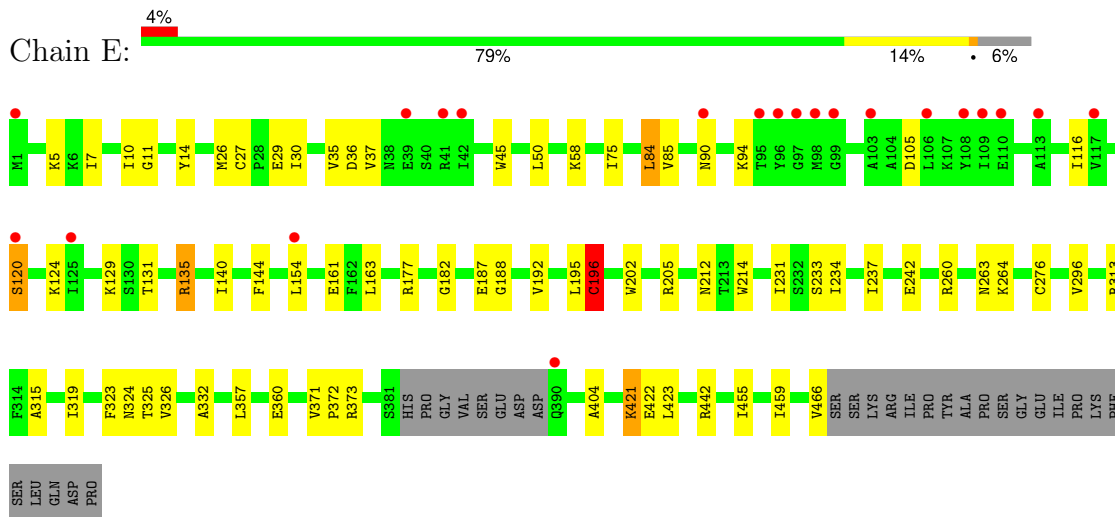 4%
Chain E:
79% 14% • 6%
M1 K5 K6 I7 I10 G11 Y14 M26 C27 P28 E29 I30 V35 D36 V37 N38 E39 S40 R41 I42 W45 L50 K58 I75 L84 V85 N90 K94 T95 Y96 G97 M98 G99 A103 A104 D105 L106 K107 Y108 I109 E110 A113 I116 V117
S120 K124 I125 K129 S130 T131 R135 I140 F144 L154 E161 F162 L163 R177 G182 E187 G188 V192 L195 C196 W202 R205 N212 T213 W214 I231 S232 S233 I234 I237 E242 R260 N263 K264 C276 V296
F314 A315 I319 F323 N324 T325 V326 A332 L357 E360 V371 P372 R373 S381 HIS PRO GLY VAL SER GLU ASP ASP Q390 A404 K421 E422 L423 R442 I455 I459 V466 SER SER LYS ARG ILE PRO TYR ALA PRO SER GLY GLU ILE PRO LYS
SER LEU GLN ASP PRO